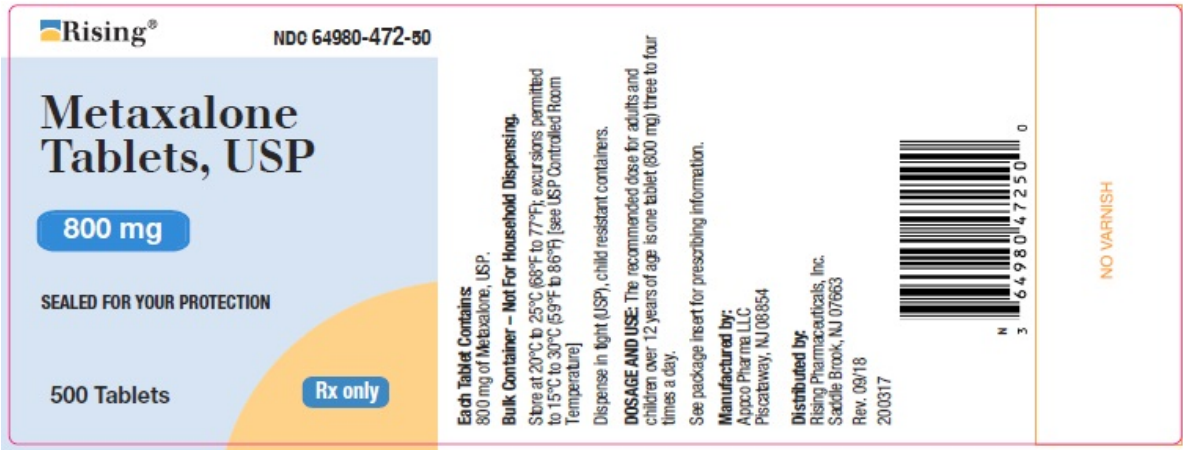 Rising®
NDC 64980-472-50
Metaxalone
Tablets, USP
800 mg
SEALED FOR YOUR PROTECTION
500 Tablets
Rx only
Each Tablet Contains:
800 mg of Metaxalone, USP.
Bulk Container – Not For Household Dispensing.
Store at 20°C to 25°C (68°F to 77°F); excursions permitted
to 15°C to 30°C (59°F to 86°F) [see USP Controlled Room
Temperature]
Dispense in tight (USP), child resistant containers.
DOSAGE AND USE: The recommended dose for adults and
children over 12 years of age is one tablet (800 mg) three to four
times a day.
See package insert for prescribing information.
Manufactured by:
Appco Pharma LLC
Piscataway, NJ 08854
Distributed by:
Rising Pharmaceuticals, Inc.
Saddle Brook, NJ 07663
Rev. 09/18
200317
N
3 64980 47250 0
NO VARNISH